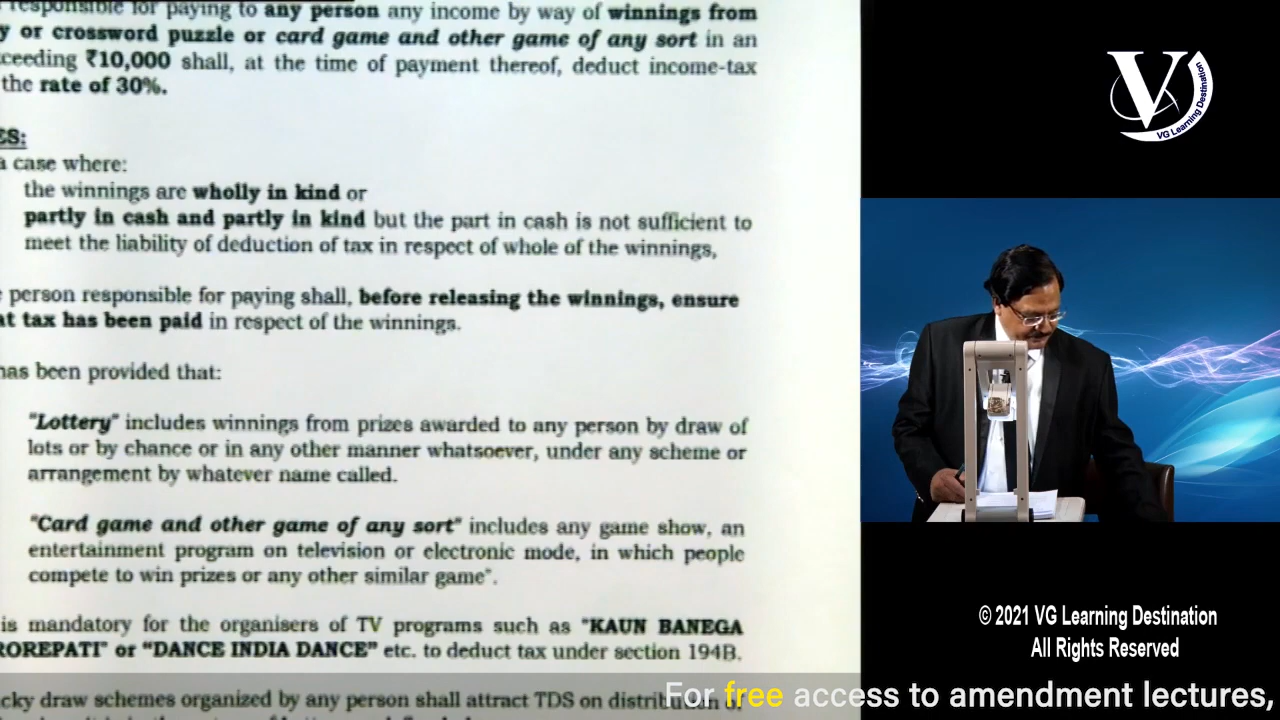 responsible for paying to any person any income by way of winnings from
y or crossword puzzle or card game and other game of any sort in an
ceeding ₹10,000 shall, at the time of payment thereof, deduct income-tax
the rate of 30%.
ES:
a case where:
the winnings are wholly in kind or
partly in cash and partly in kind but the part in cash is not sufficient to
meet the liability of deduction of tax in respect of whole of the winnings,
person responsible for paying shall, before releasing the winnings, ensure
at tax has been paid in respect of the winnings.
has been provided that:
"Lottery" includes winnings from prizes awarded to any person by draw of
lots or by chance or in any other manner whatsoever, under any scheme or
arrangement by whatever name called.
"Card game and other game of any sort" includes any game show, an
entertainment program on television or electronic mode, in which people
compete to win prizes or any other similar game".
is mandatory for the organisers of TV programs such as "KAUN BANEGA
ROREPATI" or "DANCE INDIA DANCE" etc. to deduct tax under section 194B.
cky draw schemes organized by any person shall attract TDS on distribution of
V
VG Learning Destination
© 2021 VG Learning Destination
All Rights Reserved
For free access to amendment lectures,